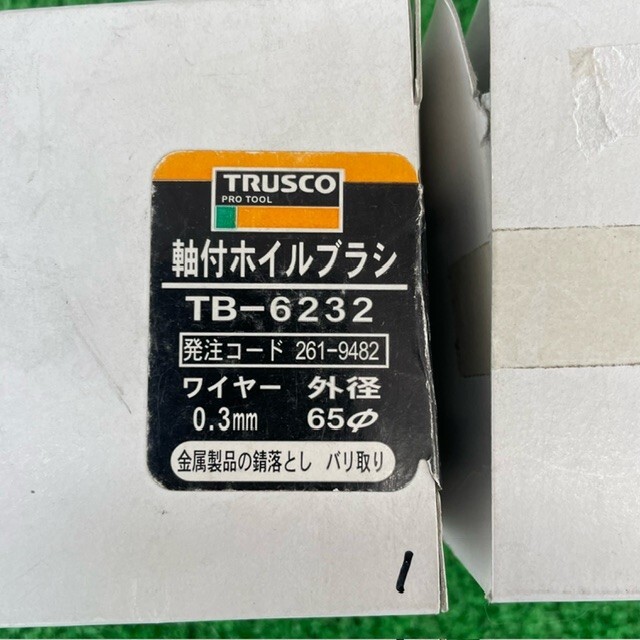 TRUSCO
PRO TOOL
軸付ホイルブラシ
TB-6232
発注コード 261-9482
ワイヤー 外径
0.3mm 65φ
金属製品の錆落とし バリ取り